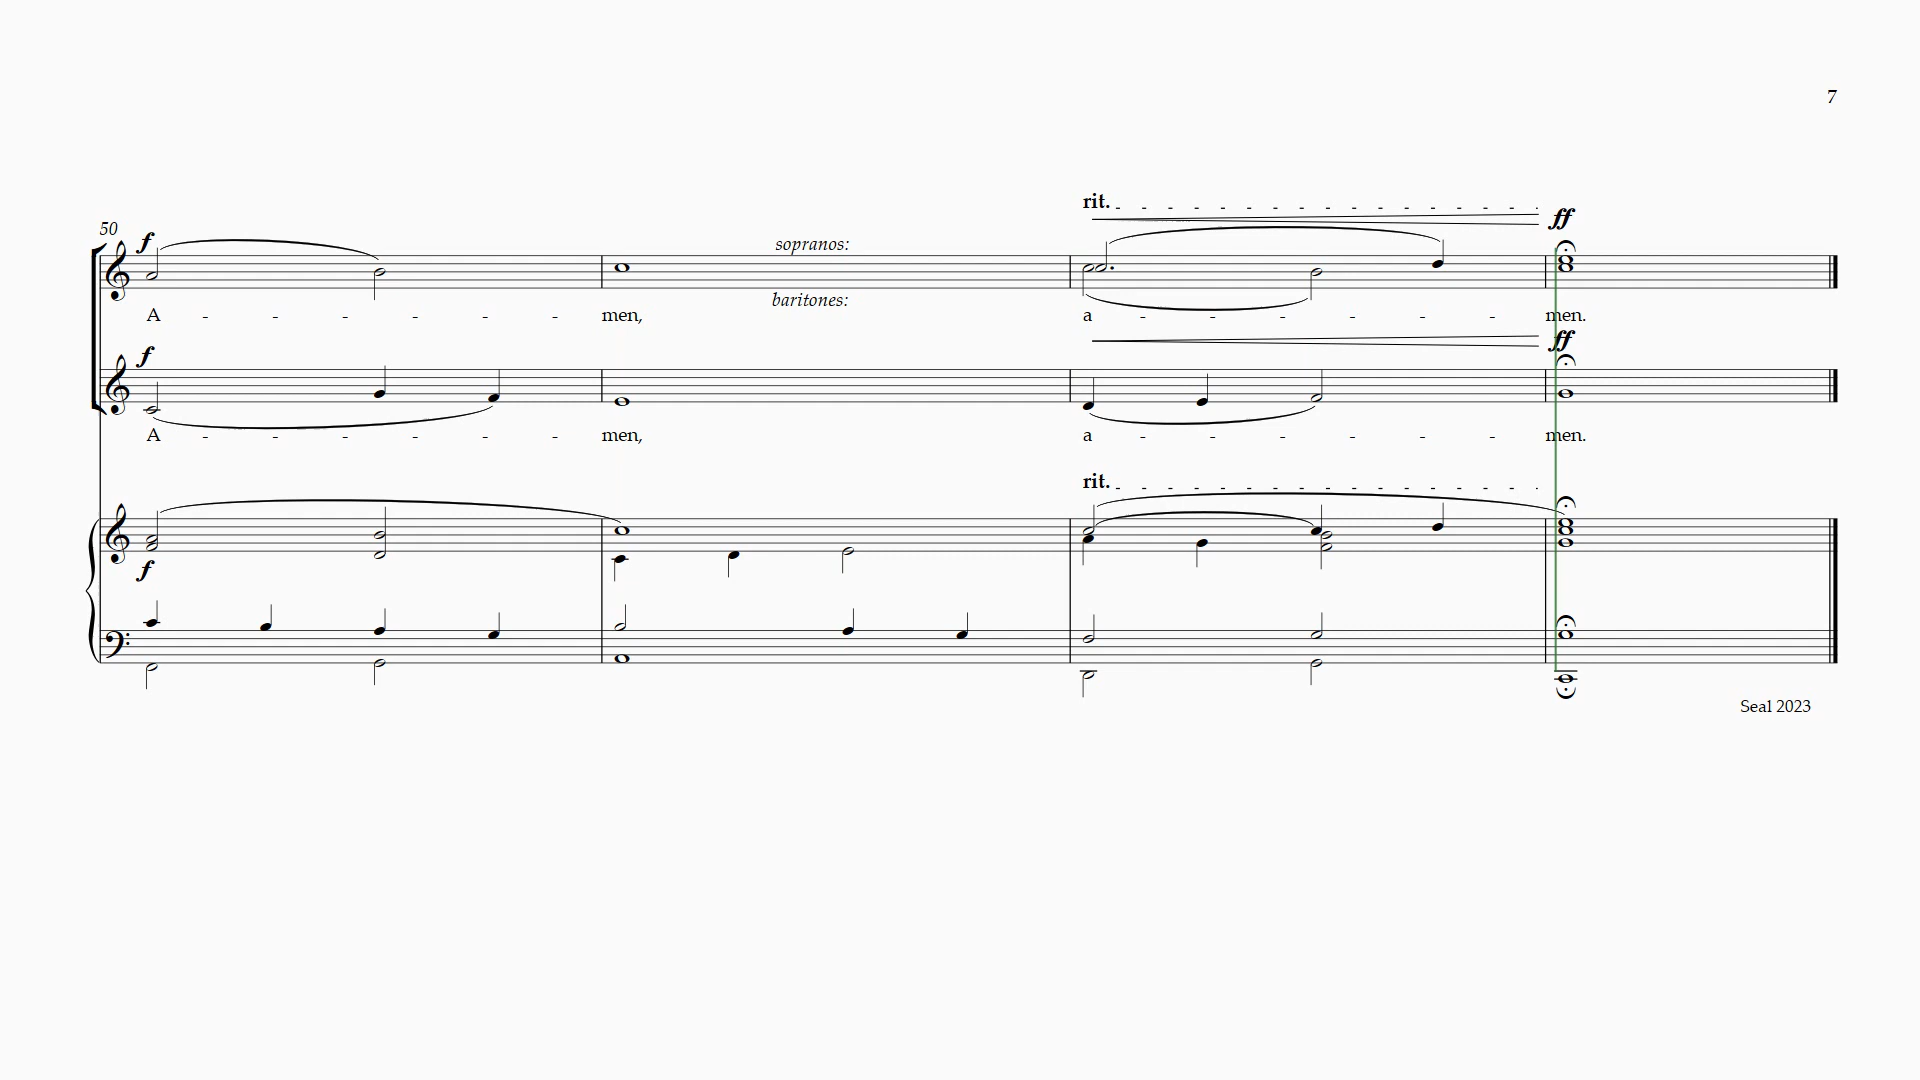 7
rit.
50
f
ff
sopranos:
baritones:
A - - - - - - men, a - - - - - - men.
f
ff
A - - - - - - men, a - - - - - - men.
rit.
f
Seal 2023